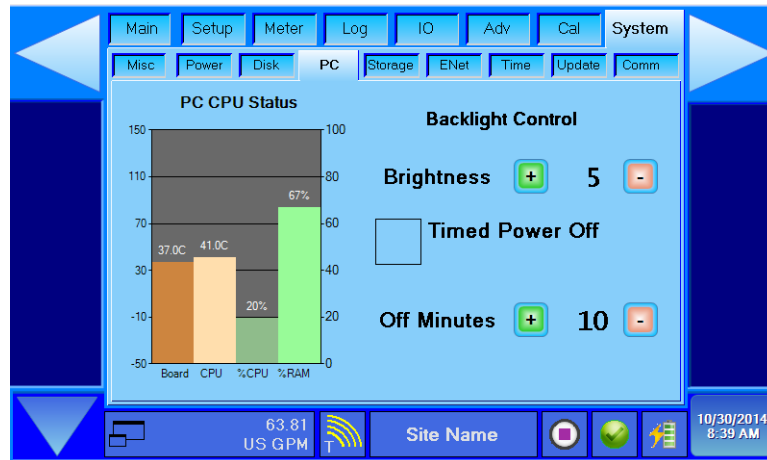 Main Setup Meter Log IO Adv Cal System
Misc Power Disk PC Storage ENet Time Update Comm
PC CPU Status
Backlight Control
150 100
110 80
70 60
30 40
-10 20
-50 0
37.0C 41.0C 20% 67%
Board CPU %CPU %RAM
Brightness + 5 -
Timed Power Off
Off Minutes + 10 -
63.81
US GPM
T
Site Name
10/30/2014
8:39 AM